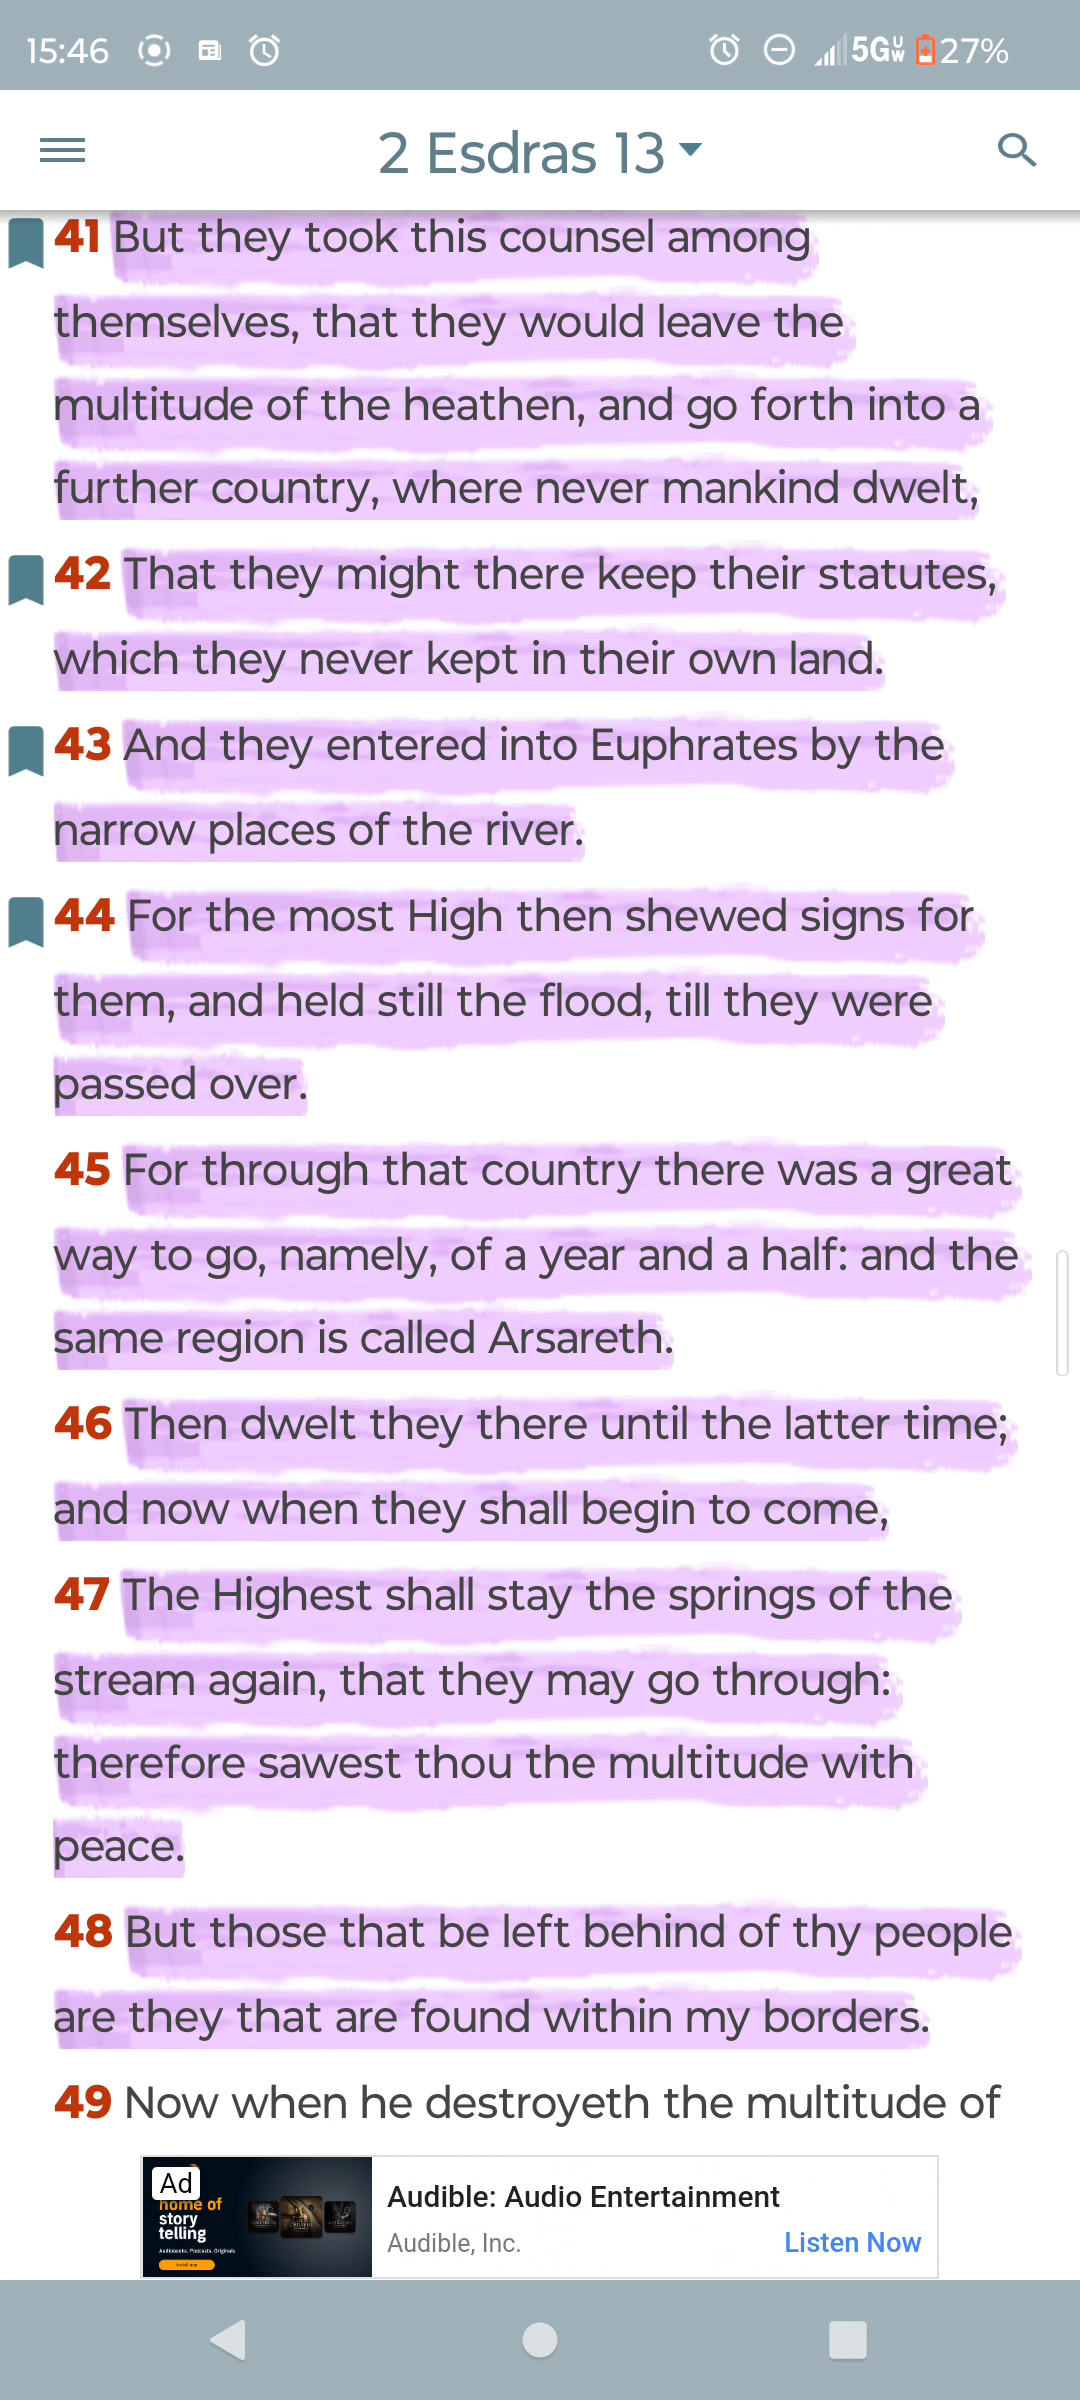 15:46 5G UW 27%
2 Esdras 13
41 But they took this counsel among
themselves, that they would leave the
multitude of the heathen, and go forth into a
further country, where never mankind dwelt,
42 That they might there keep their statutes,
which they never kept in their own land.
43 And they entered into Euphrates by the
narrow places of the river.
44 For the most High then shewed signs for
them, and held still the flood, till they were
passed over.
45 For through that country there was a great
way to go, namely, of a year and a half: and the
same region is called Arsareth.
46 Then dwelt they there until the latter time;
and now when they shall begin to come,
47 The Highest shall stay the springs of the
stream again, that they may go through:
therefore sawest thou the multitude with
peace.
48 But those that be left behind of thy people
are they that are found within my borders.
49 Now when he destroyeth the multitude of
Ad
home of
story
telling
Audiobooks, Podcasts, Originals
Install app
Audible: Audio Entertainment
Audible, Inc.
Listen Now